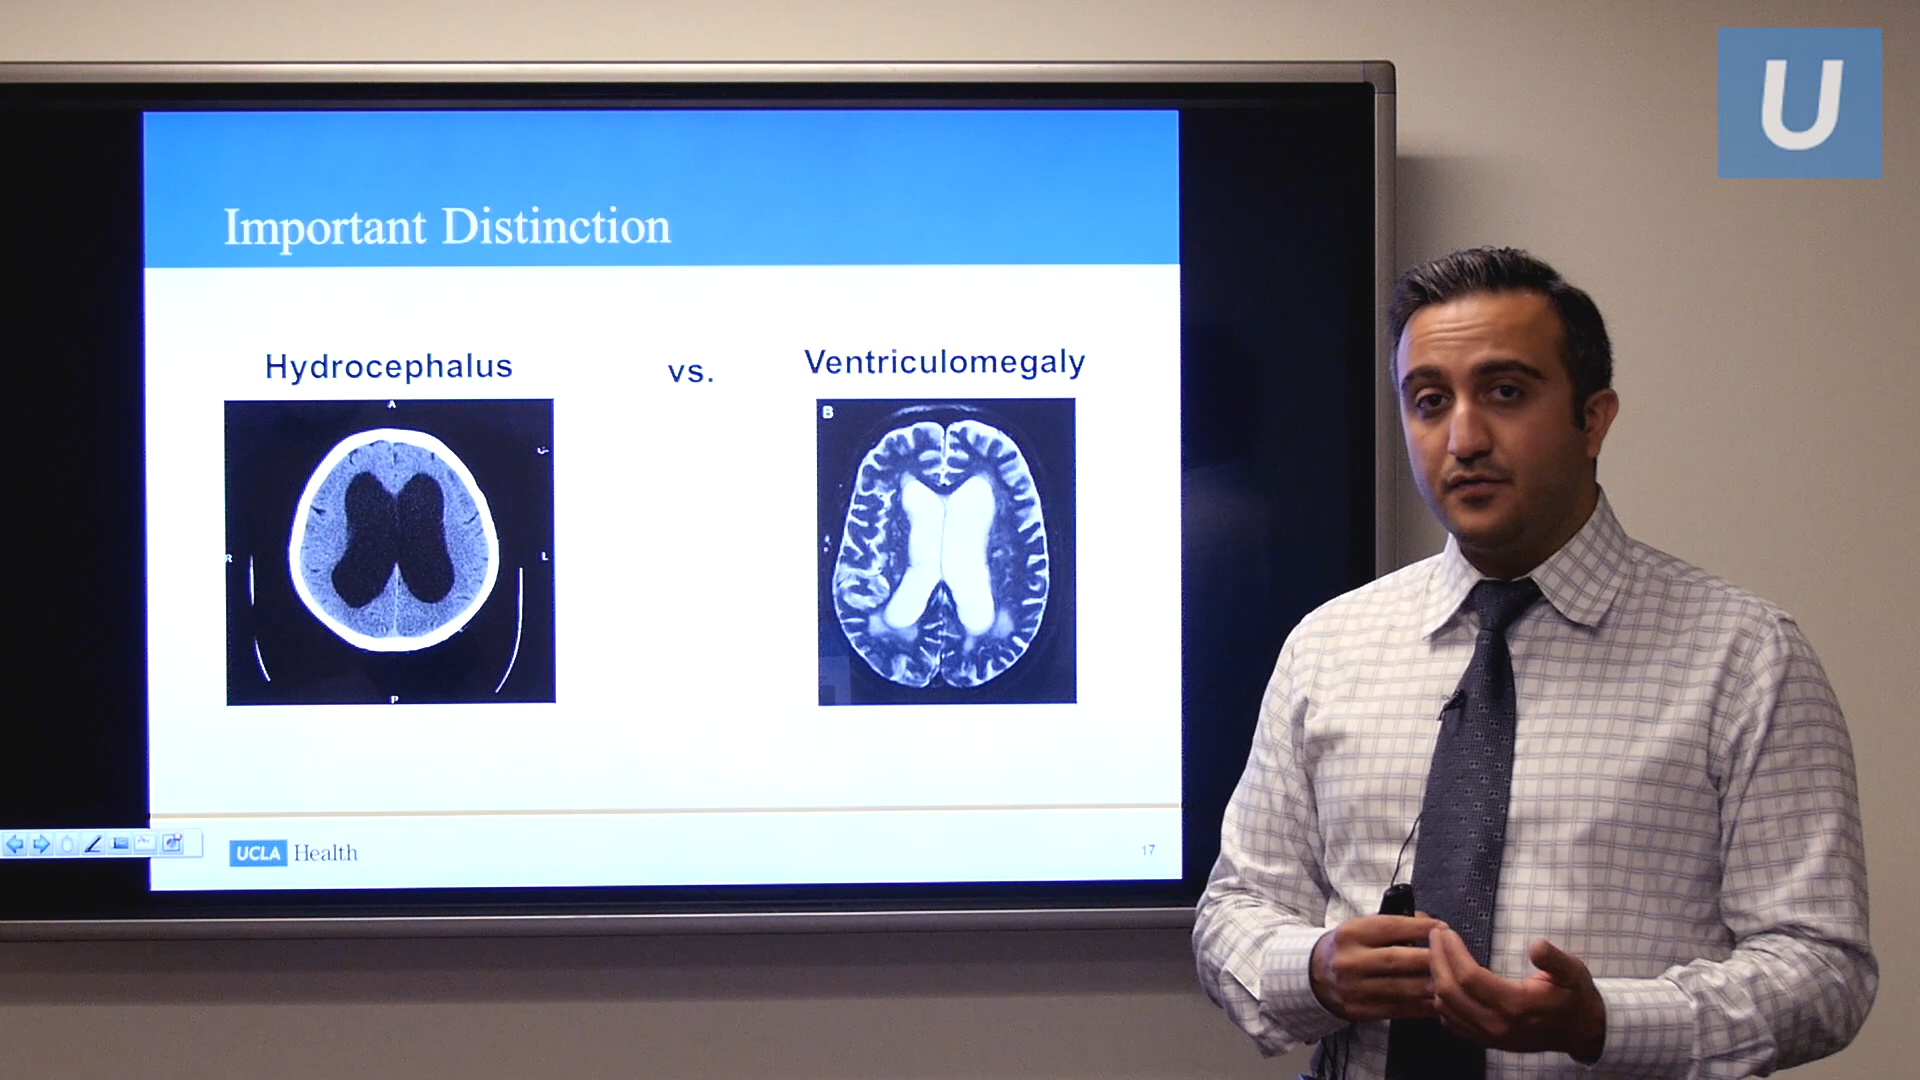 U
Important Distinction
Hydrocephalus
vs.
Ventriculomegaly
A
R
L
P
B
UCLA Health
17